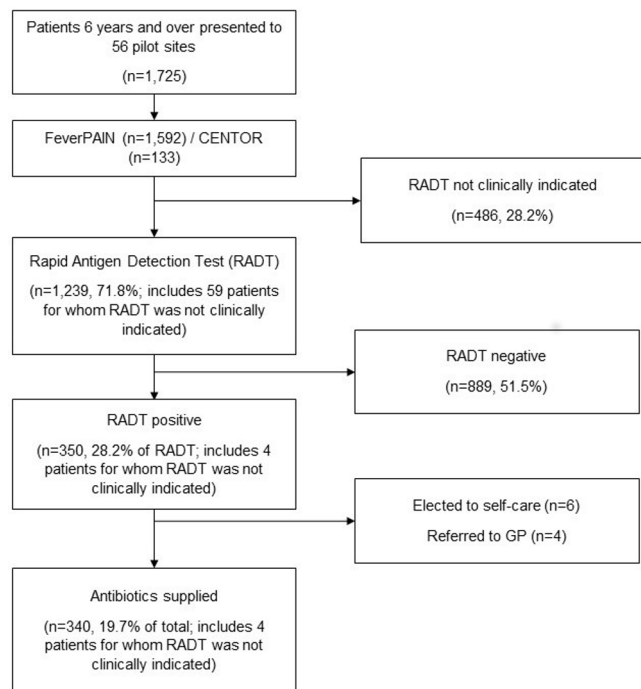 Patients 6 years and over presented to
56 pilot sites
(n=1,725)
FeverPAIN (n=1,592) / CENTOR
(n=133)
RADT not clinically indicated
(n=486, 28.2%)
Rapid Antigen Detection Test (RADT)
(n=1,239, 71.8%; includes 59 patients
for whom RADT was not clinically
indicated)
RADT negative
(n=889, 51.5%)
RADT positive
(n=350, 28.2% of RADT; includes 4
patients for whom RADT was not
clinically indicated)
Elected to self-care (n=6)
Referred to GP (n=4)
Antibiotics supplied
(n=340, 19.7% of total; includes 4
patients for whom RADT was not
clinically indicated)